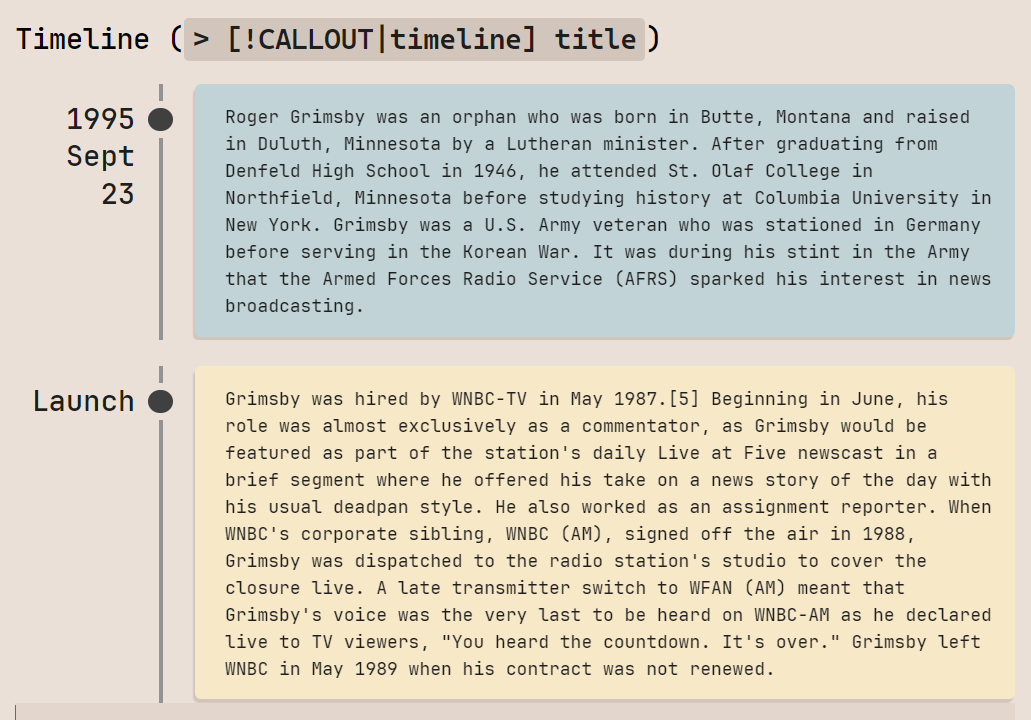 Timeline (> [!CALLOUT|timeline] title)
1995
Sept
23
Roger Grimsby was an orphan who was born in Butte, Montana and raised
in Duluth, Minnesota by a Lutheran minister. After graduating from
Denfeld High School in 1946, he attended St. Olaf College in
Northfield, Minnesota before studying history at Columbia University in
New York. Grimsby was a U.S. Army veteran who was stationed in Germany
before serving in the Korean War. It was during his stint in the Army
that the Armed Forces Radio Service (AFRS) sparked his interest in news
broadcasting.
Launch
Grimsby was hired by WNBC-TV in May 1987.[5] Beginning in June, his
role was almost exclusively as a commentator, as Grimsby would be
featured as part of the station's daily Live at Five newscast in a
brief segment where he offered his take on a news story of the day with
his usual deadpan style. He also worked as an assignment reporter. When
WNBC's corporate sibling, WNBC (AM), signed off the air in 1988,
Grimsby was dispatched to the radio station's studio to cover the
closure live. A late transmitter switch to WFAN (AM) meant that
Grimsby's voice was the very last to be heard on WNBC-AM as he declared
live to TV viewers, "You heard the countdown. It's over." Grimsby left
WNBC in May 1989 when his contract was not renewed.